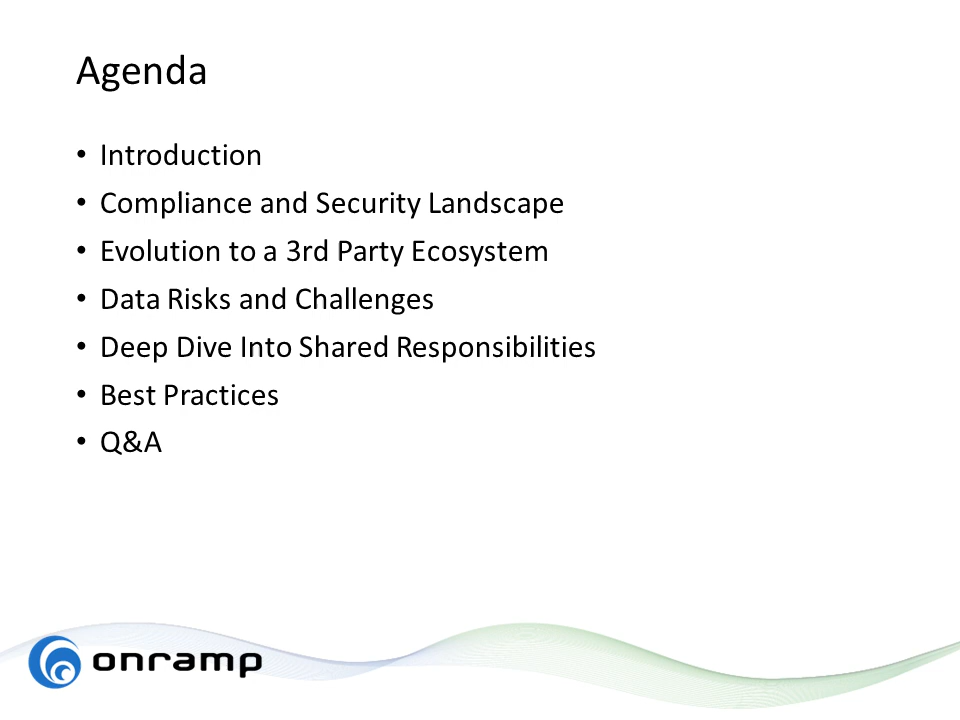 Agenda
• Introduction
• Compliance and Security Landscape
• Evolution to a 3rd Party Ecosystem
• Data Risks and Challenges
• Deep Dive Into Shared Responsibilities
• Best Practices
• Q&A
onramp